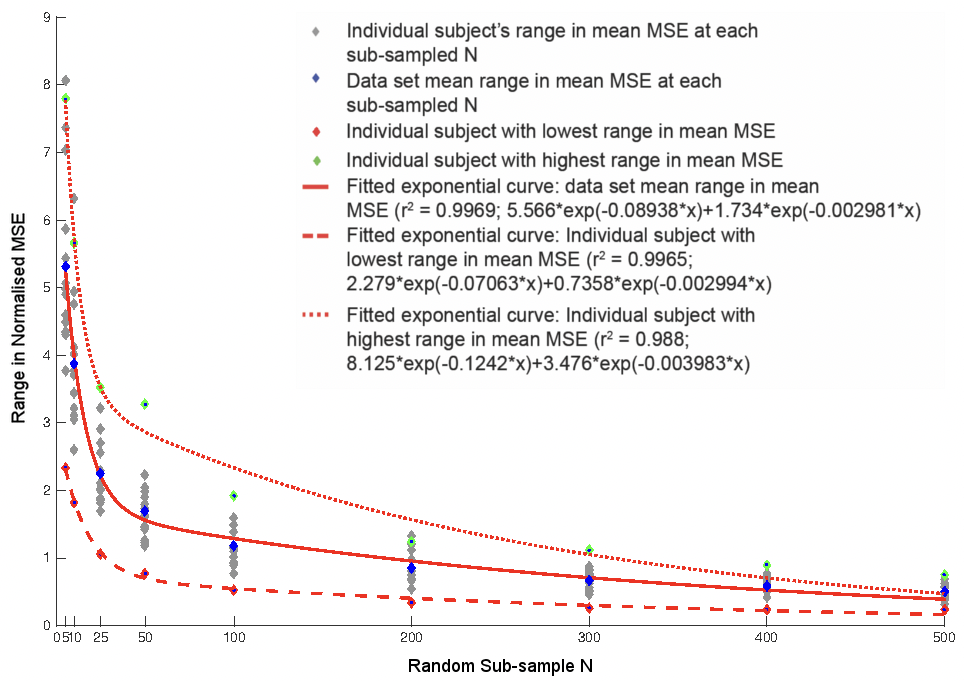 9
8
7
6
5
4
3
2
1
0
Range in Normalised MSE
Individual subject's range in mean MSE at each
sub-sampled N
Data set mean range in mean MSE at each
sub-sampled N
Individual subject with lowest range in mean MSE
Individual subject with highest range in mean MSE
Fitted exponential curve: data set mean range in mean
MSE (r² = 0.9969; 5.566*exp(-0.08938*x)+1.734*exp(-0.002981*x)
Fitted exponential curve: Individual subject with
lowest range in mean MSE (r² = 0.9965;
2.279*exp(-0.07063*x)+0.7358*exp(-0.002994*x)
Fitted exponential curve: Individual subject with
highest range in mean MSE (r² = 0.988;
8.125*exp(-0.1242*x)+3.476*exp(-0.003983*x)
0 5 10 25 50 100 200 300 400 500
Random Sub-sample N